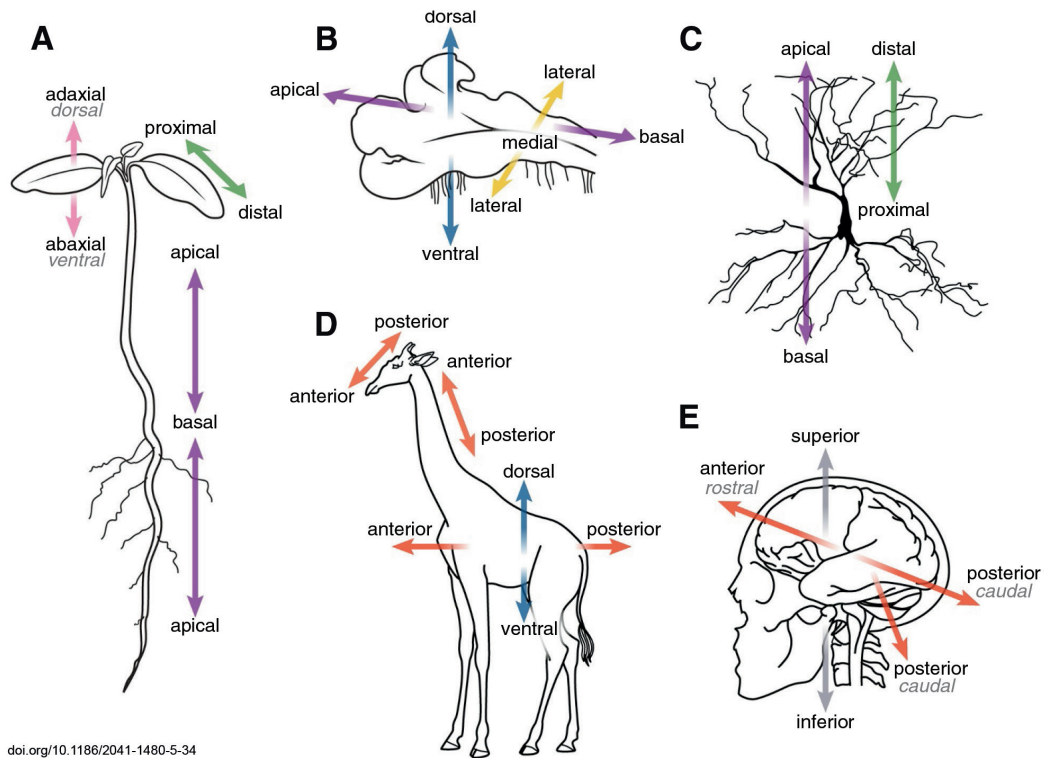 A
adaxial
dorsal
proximal
distal
abaxial
ventral
apical
basal
apical
B
dorsal
apical
lateral
medial
basal
lateral
ventral
C
apical
distal
proximal
basal
D
posterior
anterior
anterior
posterior
dorsal
anterior
posterior
ventral
E
superior
anterior
rostral
posterior
caudal
posterior
caudal
inferior
doi.org/10.1186/2041-1480-5-34